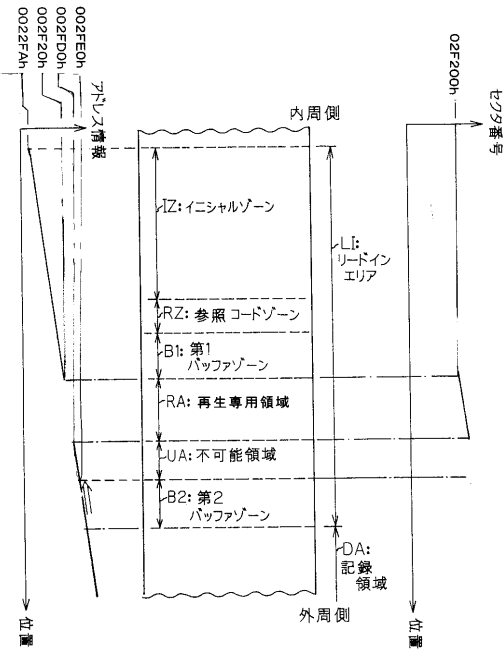 セクタ番号
02F200h
位置
内周側
LI:
リードイン
エリア
IZ: イニシャルゾーン
RZ: 参照コードゾーン
B1: 第1
バッファゾーン
RA: 再生専用領域
UA: 不可能領域
B2: 第2
バッファゾーン
DA:
記録
領域
外周側
アドレス情報
002FE0h
002FD0h
002F20h
0022FAh
位置